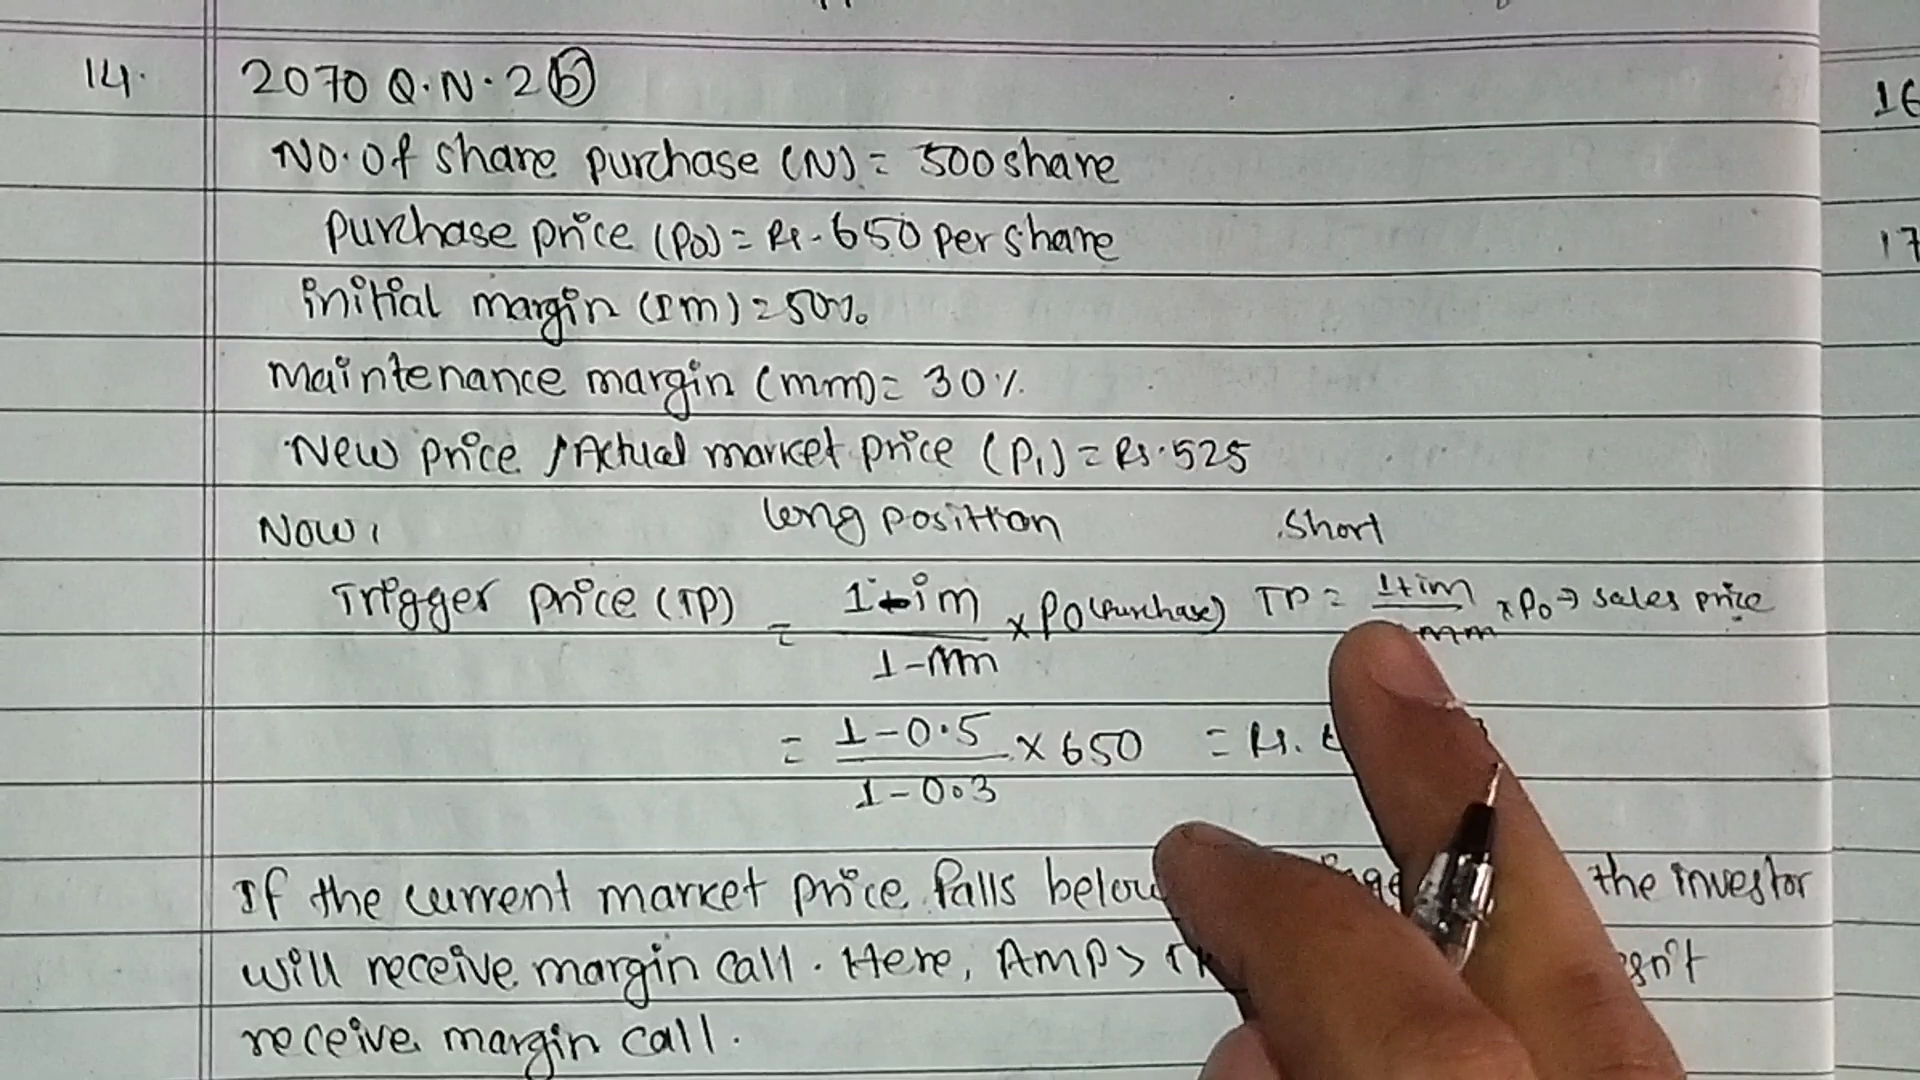 14. 2070 Q.N.2 (b)
No. of share purchase (N) = 500 share
purchase price (P0) = Rs. 650 per share
initial margin (Im) = 50%
Maintenance margin (mm) = 30%
New price / Actual market price (P1) = Rs. 525
Now, long position Short
Trigger price (TP) = 1-im / 1-mm × P0 (Purchase) TP = 1+im / mm × P0 → sales price
= 1-0.5 / 1-0.3 × 650 = Rs.
If the current market price falls below the investor
will receive margin call. Here, AMP >
receive margin call.
16
17